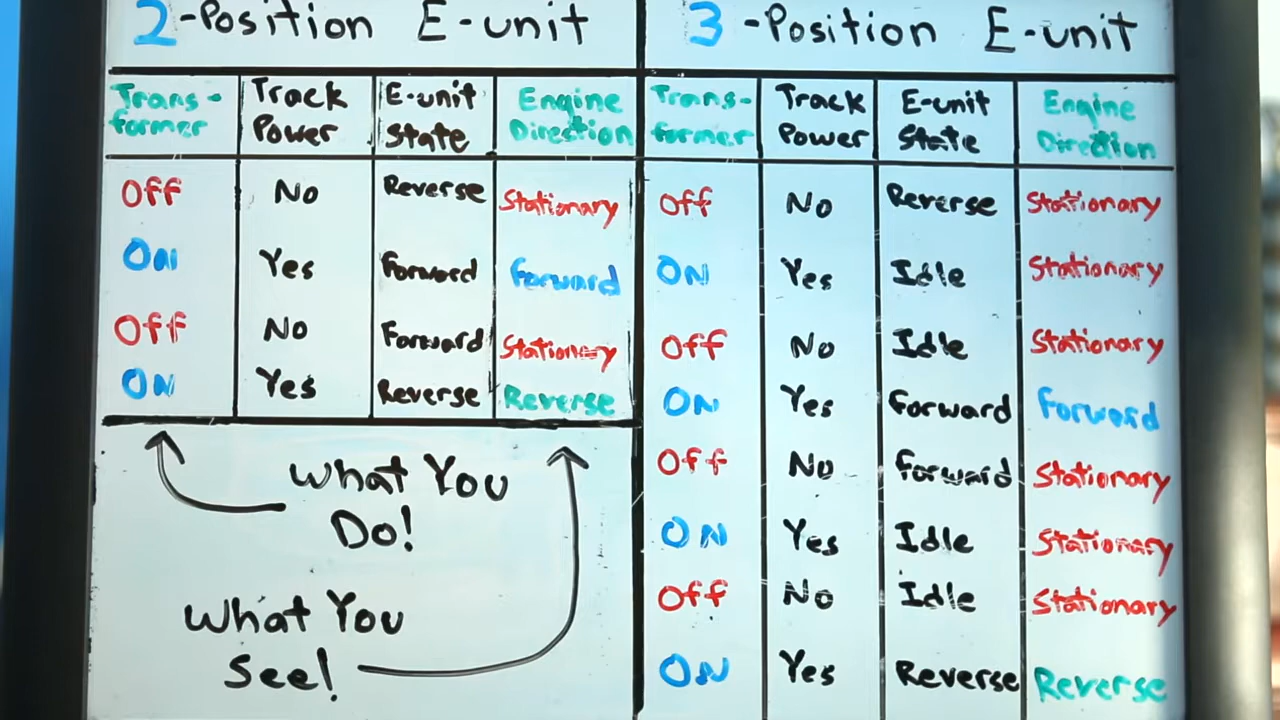 2-Position E-unit
Trans- Track E-unit Engine
former Power State Direction
Off No Reverse Stationary
ON Yes Forward Forward
Off No Forward Stationary
ON Yes Reverse Reverse
What You
Do!
What You
See!
3-Position E-unit
Trans- Track E-unit Engine
former Power State Direction
Off No Reverse Stationary
ON Yes Idle Stationary
Off No Idle Stationary
ON Yes Forward Forward
Off No Forward Stationary
ON Yes Idle Stationary
Off No Idle Stationary
ON Yes Reverse Reverse